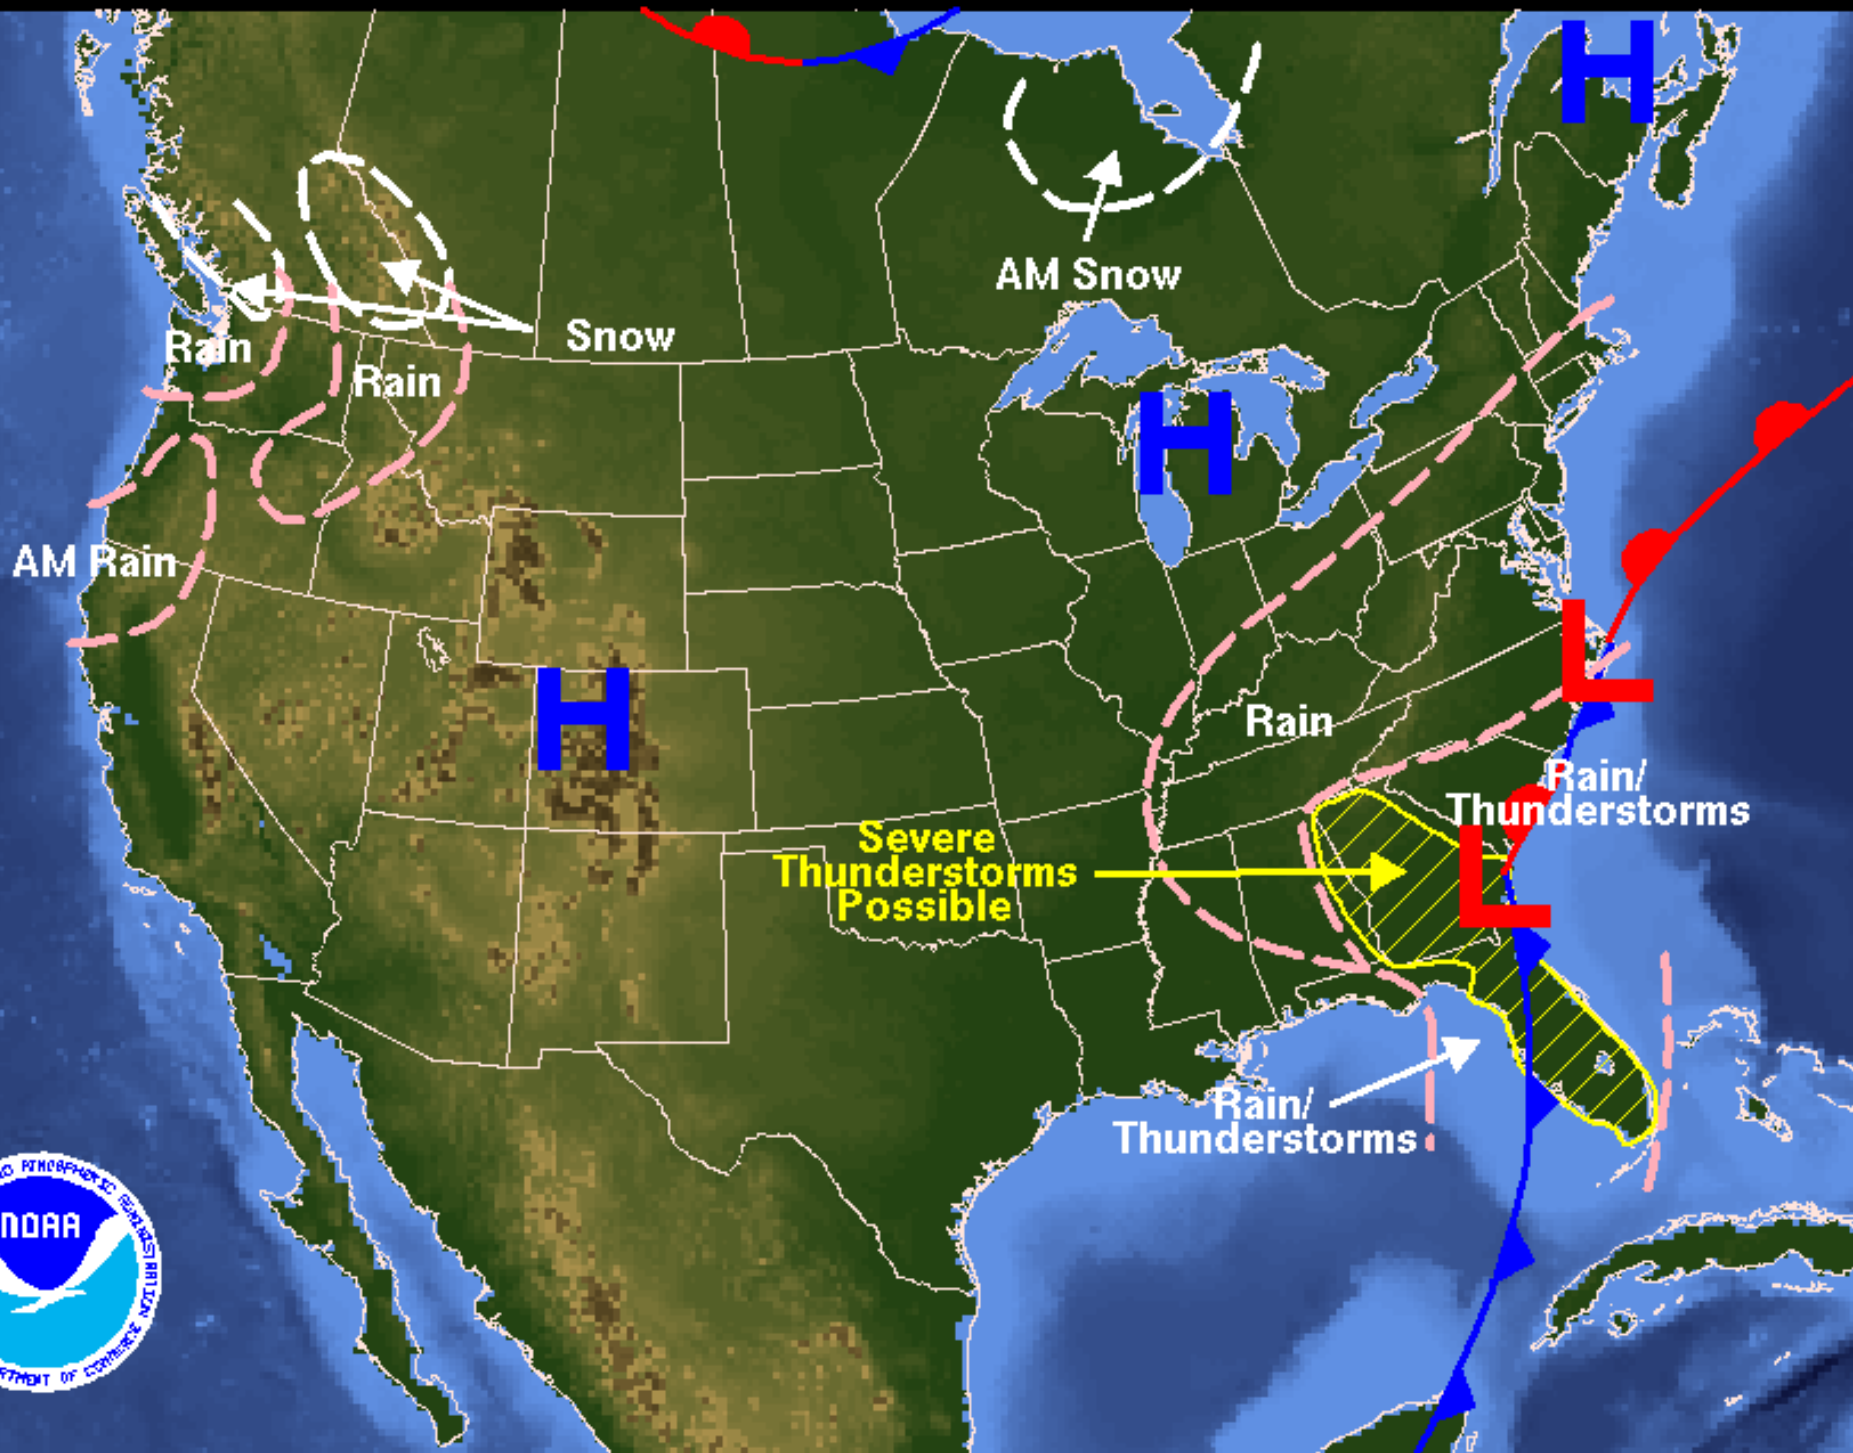 H
AM Snow
Snow
Rain
Rain
H
AM Rain
L
H
Rain
Rain/
Thunderstorms
Severe
Thunderstorms
Possible
L
Rain/
Thunderstorms
NOAA